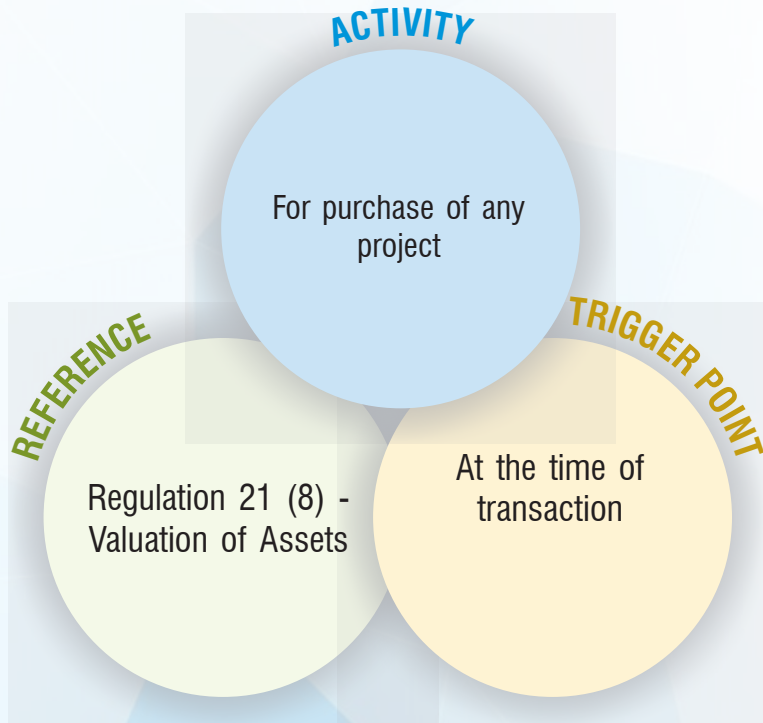 ACTIVITY
For purchase of any
project
REFERENCE
Regulation 21 (8) -
Valuation of Assets
TRIGGER POINT
At the time of
transaction